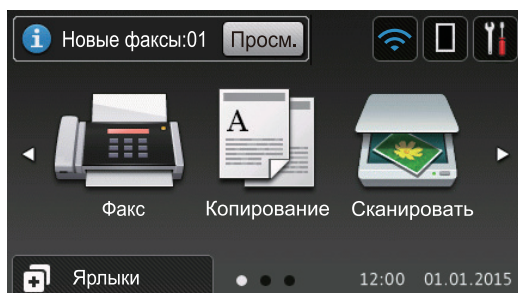 Новые факсы:01 Просм.
Факс Копирование Сканировать
Ярлыки 12:00 01.01.2015